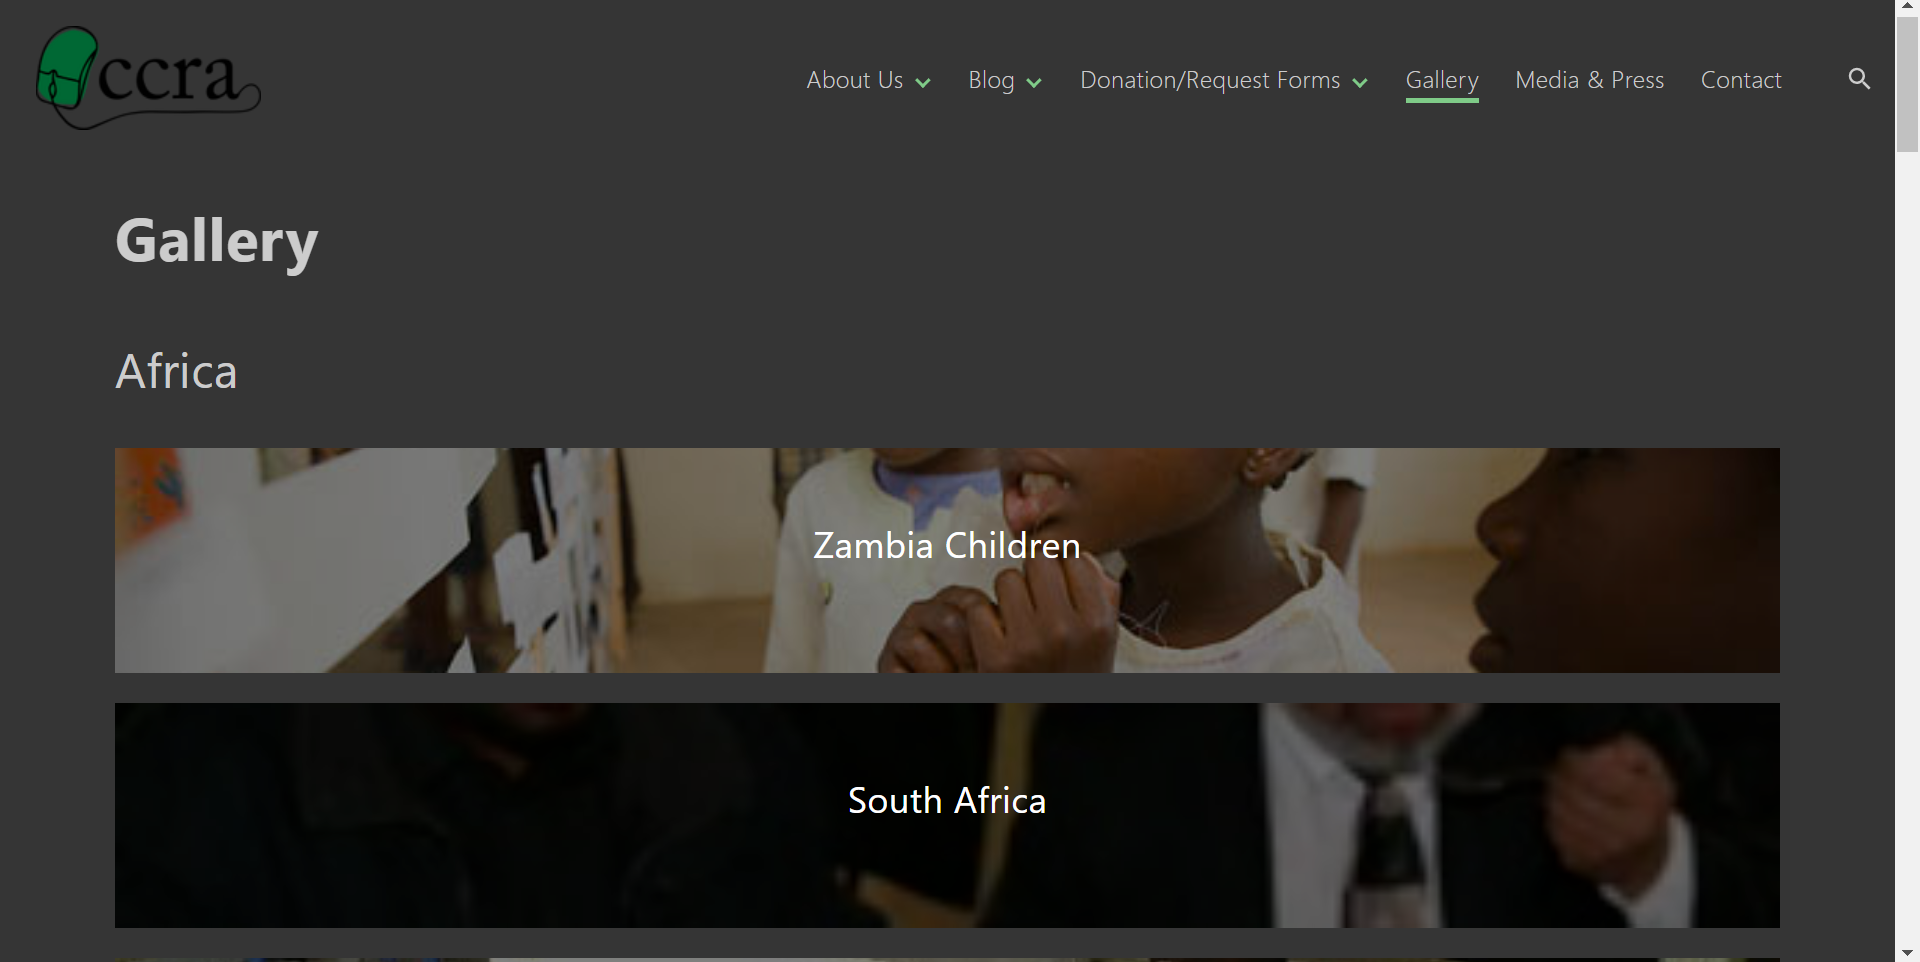 ccra
About Us
Blog
Donation/Request Forms
Gallery
Media & Press
Contact
Gallery
Africa
Zambia Children
South Africa